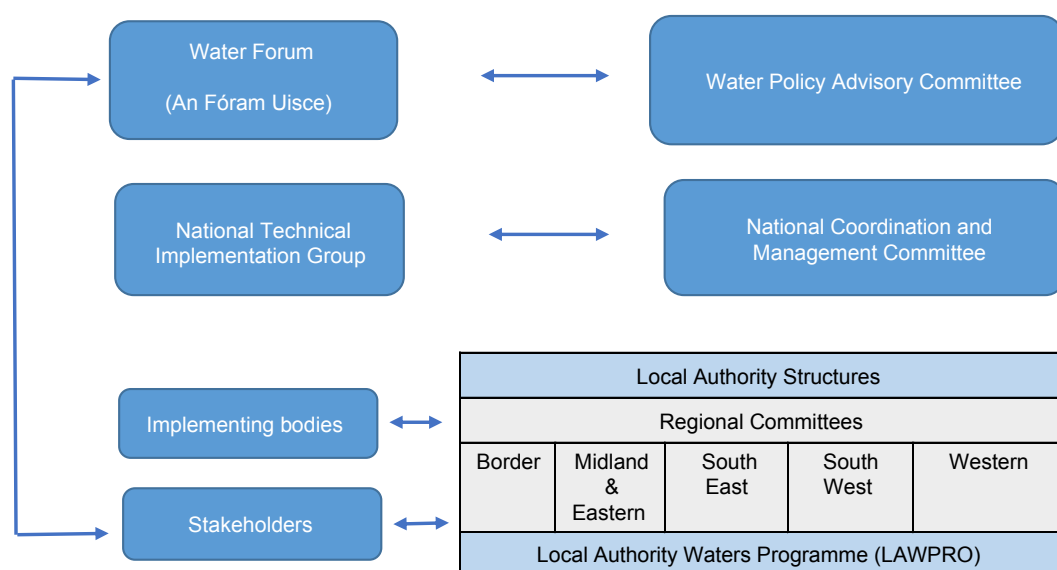 Water Forum
(An Fóram Uisce)
Water Policy Advisory Committee
National Technical
Implementation Group
National Coordination and
Management Committee
Local Authority Structures
Implementing bodies
Regional Committees
Border
Midland
&
Eastern
South
East
South
West
Western
Stakeholders
Local Authority Waters Programme (LAWPRO)